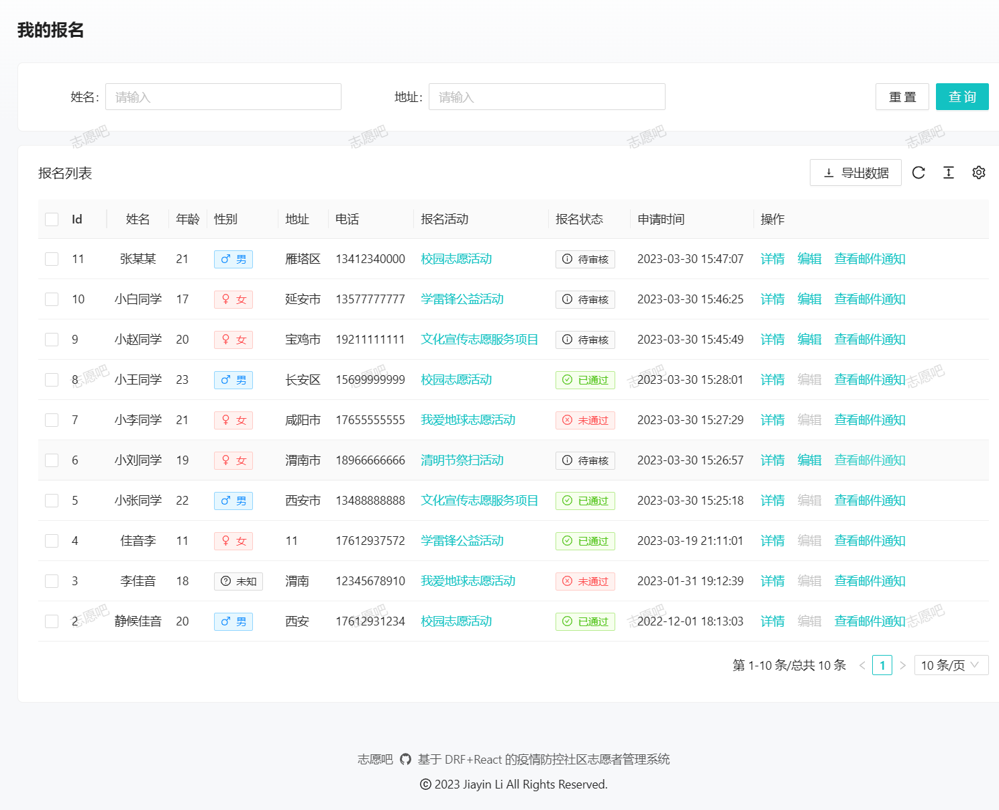 我的报名
姓名: 请输入 地址: 请输入 重 置 查 询
志愿吧 志愿吧 志愿吧 志愿吧
报名列表 导出数据
Id 姓名 年龄 性别 地址 电话 报名活动 报名状态 申请时间 操作
11 张某某 21 男 雁塔区 13412340000 校园志愿活动 待审核 2023-03-30 15:47:07 详情 编辑 查看邮件通知
10 小白同学 17 女 延安市 13577777777 学雷锋公益活动 待审核 2023-03-30 15:46:25 详情 编辑 查看邮件通知
9 小赵同学 20 女 宝鸡市 19211111111 文化宣传志愿服务项目 待审核 2023-03-30 15:45:49 详情 编辑 查看邮件通知
志愿吧 志愿吧 志愿吧 志愿吧
8 小王同学 23 男 长安区 15699999999 校园志愿活动 已通过 2023-03-30 15:28:01 详情 编辑 查看邮件通知
7 小李同学 21 女 咸阳市 17655555555 我爱地球志愿活动 未通过 2023-03-30 15:27:29 详情 编辑 查看邮件通知
6 小刘同学 19 女 渭南市 18966666666 清明节祭扫活动 待审核 2023-03-30 15:26:57 详情 编辑 查看邮件通知
5 小张同学 22 男 西安市 13488888888 文化宣传志愿服务项目 已通过 2023-03-30 15:25:18 详情 编辑 查看邮件通知
4 佳音李 11 女 11 17612937572 学雷锋公益活动 已通过 2023-03-19 21:11:01 详情 编辑 查看邮件通知
3 李佳音 18 未知 渭南 12345678910 我爱地球志愿活动 未通过 2023-01-31 19:12:39 详情 编辑 查看邮件通知
志愿吧 志愿吧 志愿吧 志愿吧
2 静候佳音 20 男 西安 17612931234 校园志愿活动 已通过 2022-12-01 18:13:03 详情 编辑 查看邮件通知
第 1-10 条/总共 10 条 < 1 > 10 条/页
志愿吧 基于 DRF+React 的疫情防控社区志愿者管理系统
© 2023 Jiayin Li All Rights Reserved.